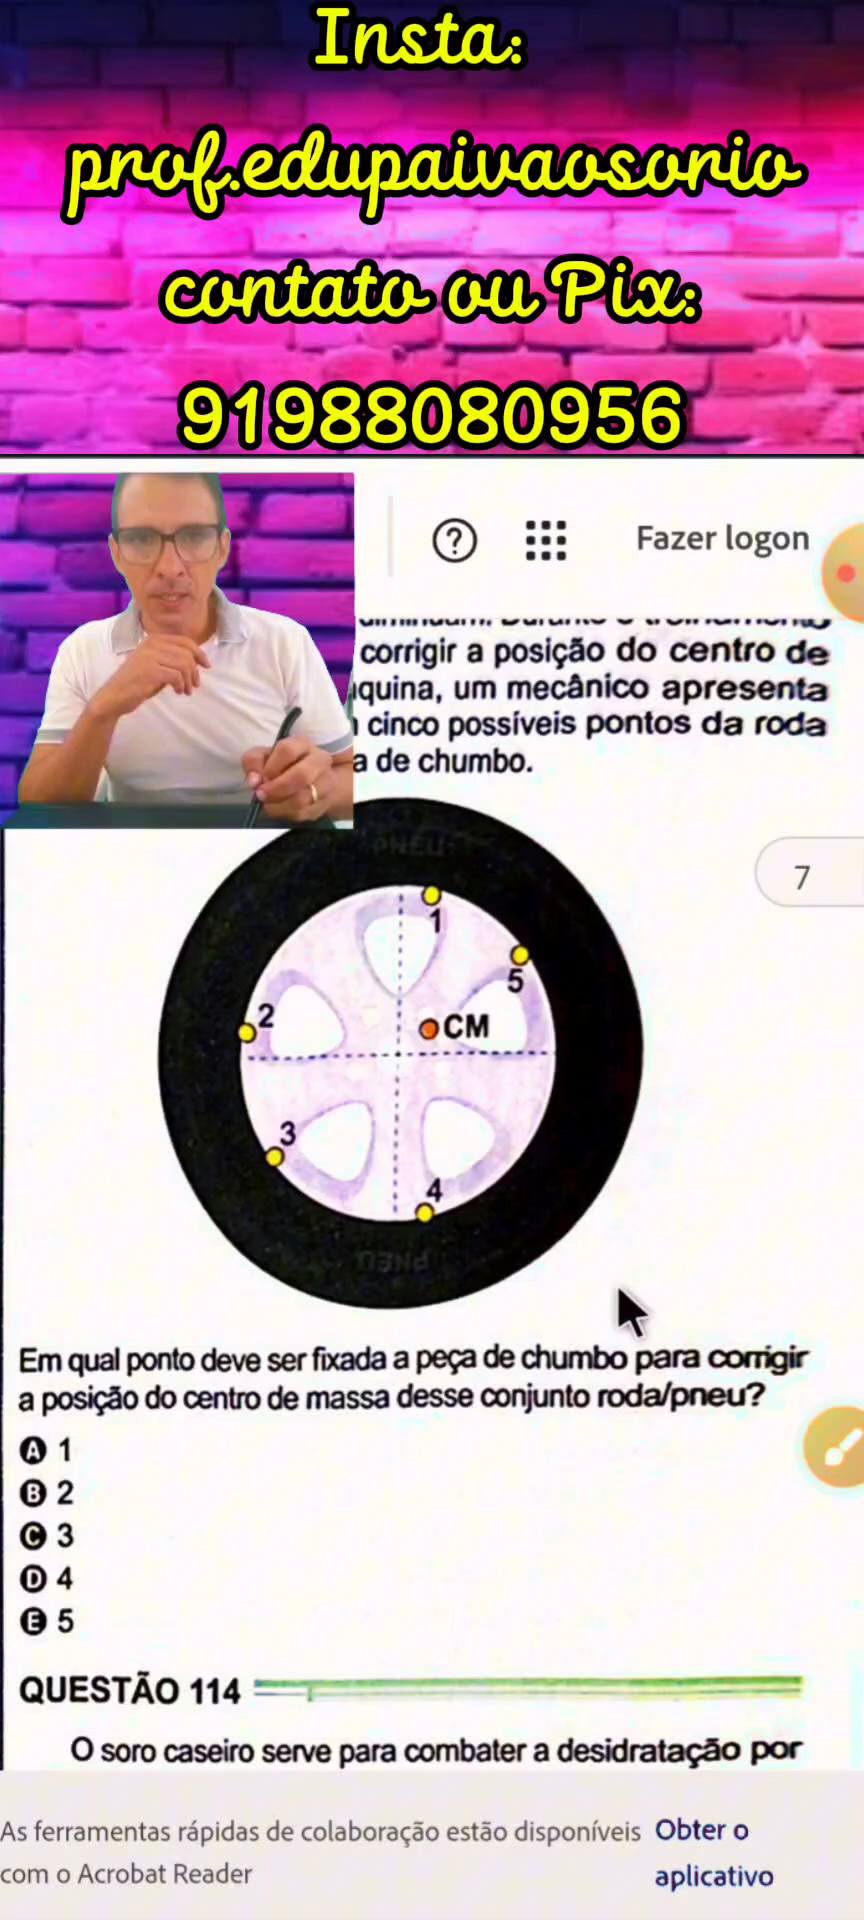 Insta:
prof.edupaivaosorio
contato ou Pix:
91988080956
? Fazer logon
corrigir a posição do centro de
quina, um mecânico apresenta
cinco possíveis pontos da roda
a de chumbo.
PNEU
7
1
5
2
CM
3
4
PNEU
Em qual ponto deve ser fixada a peça de chumbo para corrigir
a posição do centro de massa desse conjunto roda/pneu?
A 1
B 2
C 3
D 4
E 5
QUESTÃO 114
O soro caseiro serve para combater a desidratação por
As ferramentas rápidas de colaboração estão disponíveis
com o Acrobat Reader
Obter o
aplicativo